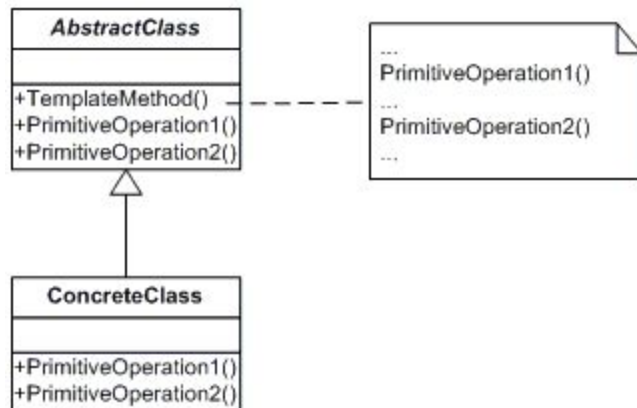 AbstractClass
+TemplateMethod()
+PrimitiveOperation1()
+PrimitiveOperation2()
...
PrimitiveOperation1()
...
PrimitiveOperation2()
...
ConcreteClass
+PrimitiveOperation1()
+PrimitiveOperation2()